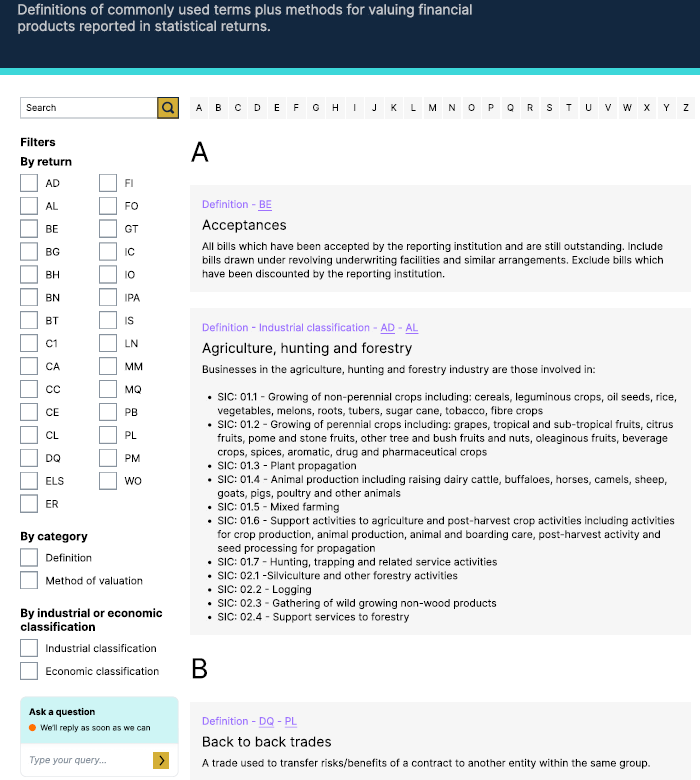 Definitions of commonly used terms plus methods for valuing financial
products reported in statistical returns.
Search
A B C D E F G H I J K L M N O P Q R S T U V W X Y Z
Filters
By return
AD FI
AL FO
BE GT
BG IC
BH IO
BN IPA
BT IS
C1 LN
CA MM
CC MQ
CE PB
CL PL
DQ PM
ELS WO
ER
By category
Definition
Method of valuation
By industrial or economic
classification
Industrial classification
Economic classification
Ask a question
We'll reply as soon as we can
Type your query...
A
Definition - BE
Acceptances
All bills which have been accepted by the reporting institution and are still outstanding. Include
bills drawn under revolving underwriting facilities and similar arrangements. Exclude bills which
have been discounted by the reporting institution.
Definition - Industrial classification - AD - AL
Agriculture, hunting and forestry
Businesses in the agriculture, hunting and forestry industry are those involved in:
• SIC: 01.1 - Growing of non-perennial crops including: cereals, leguminous crops, oil seeds, rice,
vegetables, melons, roots, tubers, sugar cane, tobacco, fibre crops
• SIC: 01.2 - Growing of perennial crops including: grapes, tropical and sub-tropical fruits, citrus
fruits, pome and stone fruits, other tree and bush fruits and nuts, oleaginous fruits, beverage
crops, spices, aromatic, drug and pharmaceutical crops
• SIC: 01.3 - Plant propagation
• SIC: 01.4 - Animal production including raising dairy cattle, buffaloes, horses, camels, sheep,
goats, pigs, poultry and other animals
• SIC: 01.5 - Mixed farming
• SIC: 01.6 - Support activities to agriculture and post-harvest crop activities including activities
for crop production, animal production, animal and boarding care, post-harvest activity and
seed processing for propagation
• SIC: 01.7 - Hunting, trapping and related service activities
• SIC: 02.1 -Silviculture and other forestry activities
• SIC: 02.2 - Logging
• SIC: 02.3 - Gathering of wild growing non-wood products
• SIC: 02.4 - Support services to forestry
B
Definition - DQ - PL
Back to back trades
A trade used to transfer risks/benefits of a contract to another entity within the same group.